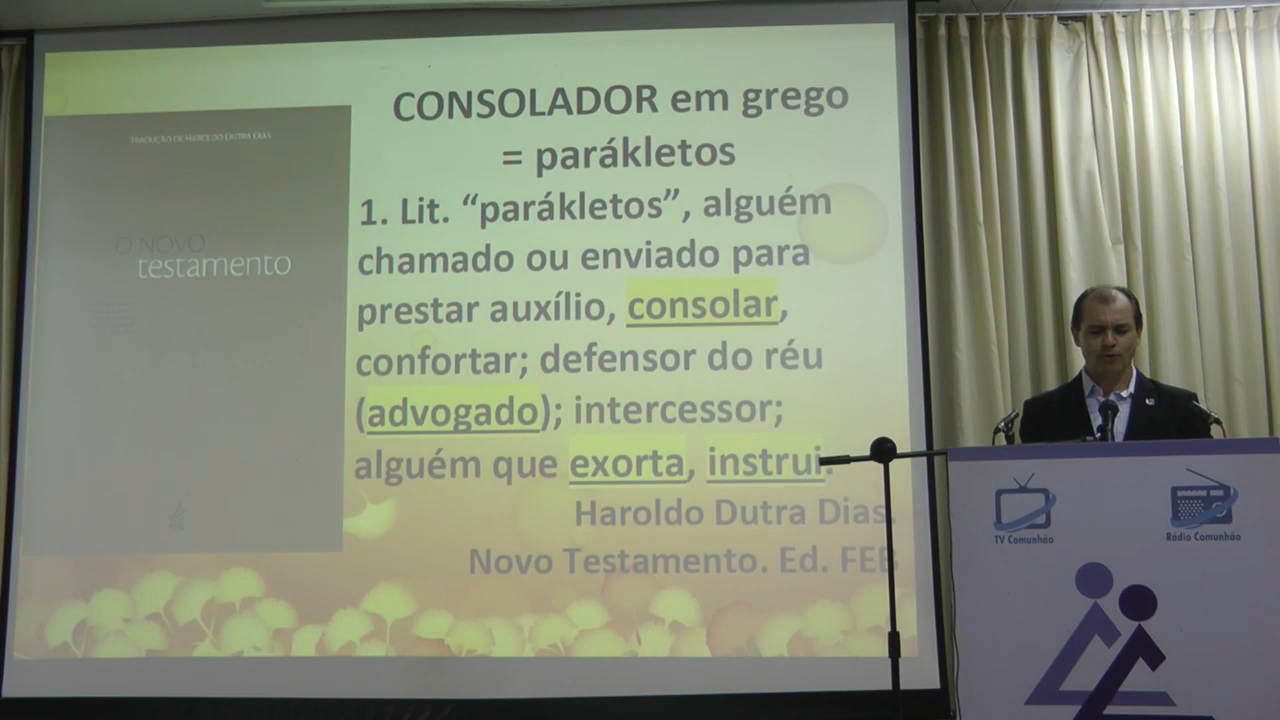 TRADUÇÃO DE HAROLDO DUTRA DIAS
O NOVO
testamento
CONSOLADOR em grego
= parákletos
1. Lit. “parákletos”, alguém
chamado ou enviado para
prestar auxílio, consolar,
confortar; defensor do réu
(advogado); intercessor;
alguém que exorta, instrui.
Haroldo Dutra Dias.
Novo Testamento. Ed. FEB
TV Comunhão
Rádio Comunhão